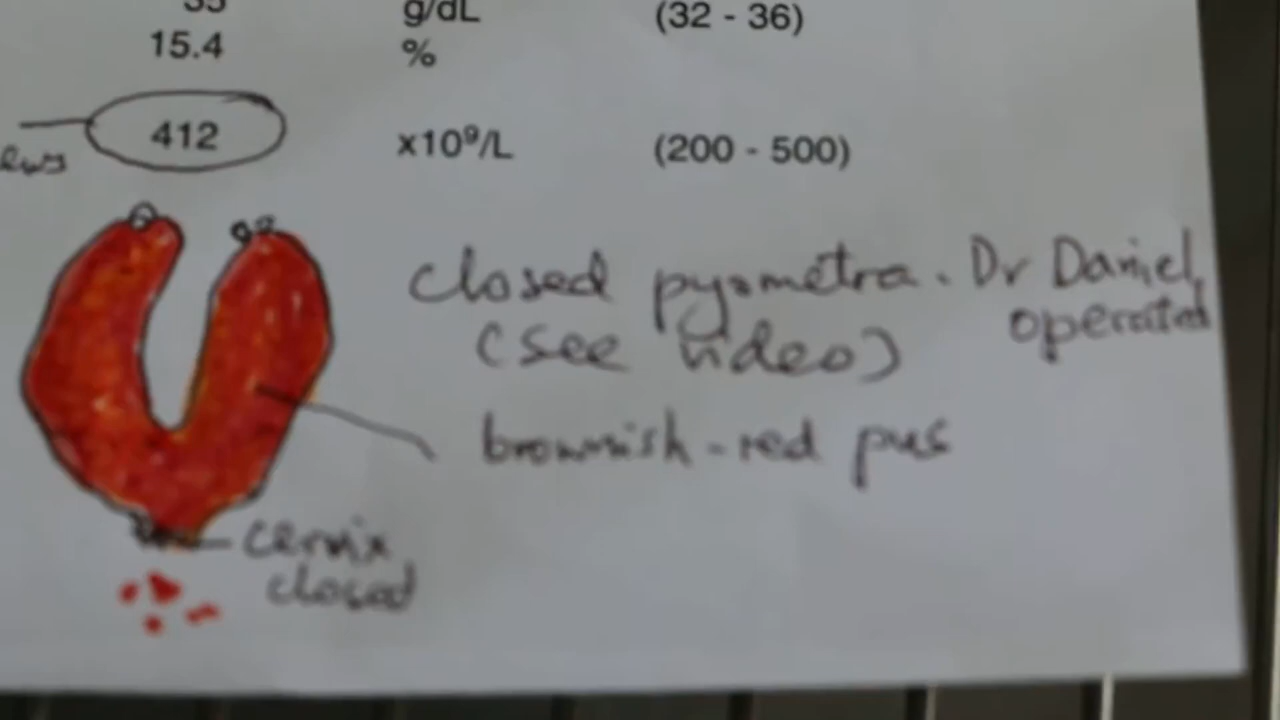 35 g/dL (32 - 36)
15.4 %
412 x10⁹/L (200 - 500)
closed pyometra. Dr Daniel
operated
(see video)
brownish-red pus
cervix
closed